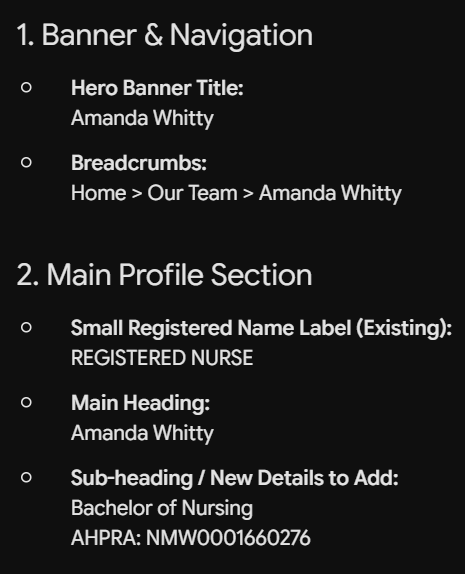 1. Banner & Navigation
Hero Banner Title:
Amanda Whitty
Breadcrumbs:
Home > Our Team > Amanda Whitty
2. Main Profile Section
Small Registered Name Label (Existing):
REGISTERED NURSE
Main Heading:
Amanda Whitty
Sub-heading / New Details to Add:
Bachelor of Nursing
AHPRA: NMW0001660276